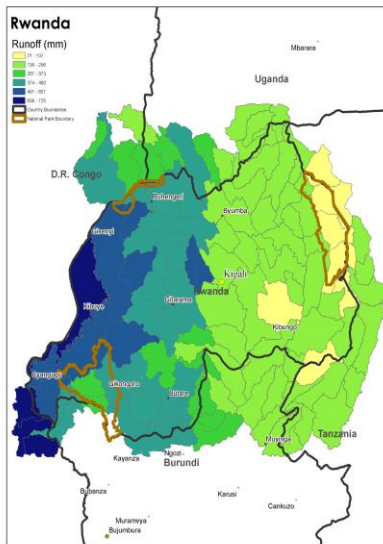 Rwanda
Runoff (mm)
Country Boundaries
National Park Boundary
Mbarara
Uganda
D.R. Congo
Ruhengeri
Byumba
Gisenyi
Kigali
Rwanda
Kibuye
Gitarama
Kibungo
Cyangugu
Gikongoro
Butare
Tanzania
Muyinga
Ngozi
Kayanza
Burundi
Bubanza
Karusi
Cankuzo
Muramvya
Bujumbura